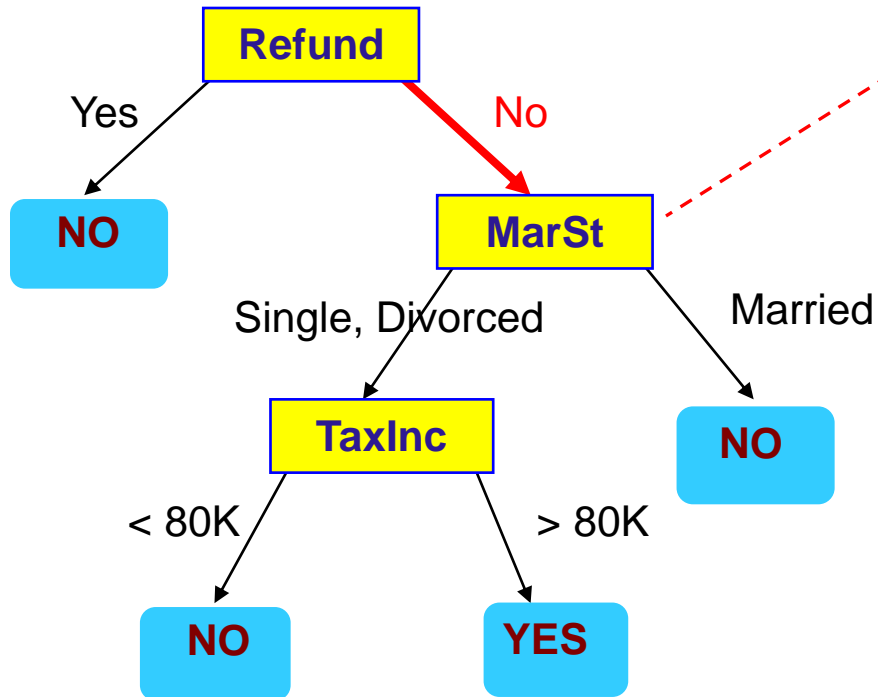 Refund
Yes
No
NO
MarSt
Single, Divorced
Married
TaxInc
NO
< 80K
> 80K
NO
YES